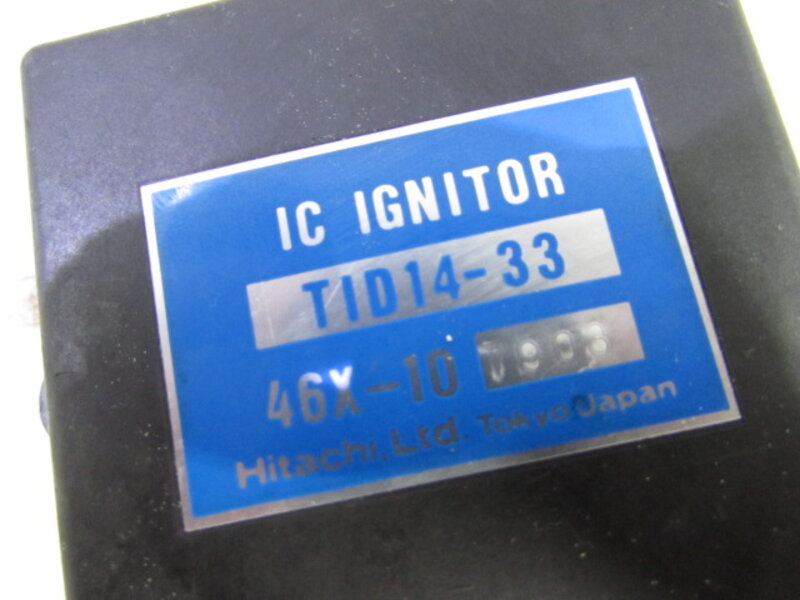 IC IGNITOR
TID14-33
46X-10
Hitachi, Ltd. Tokyo Japan